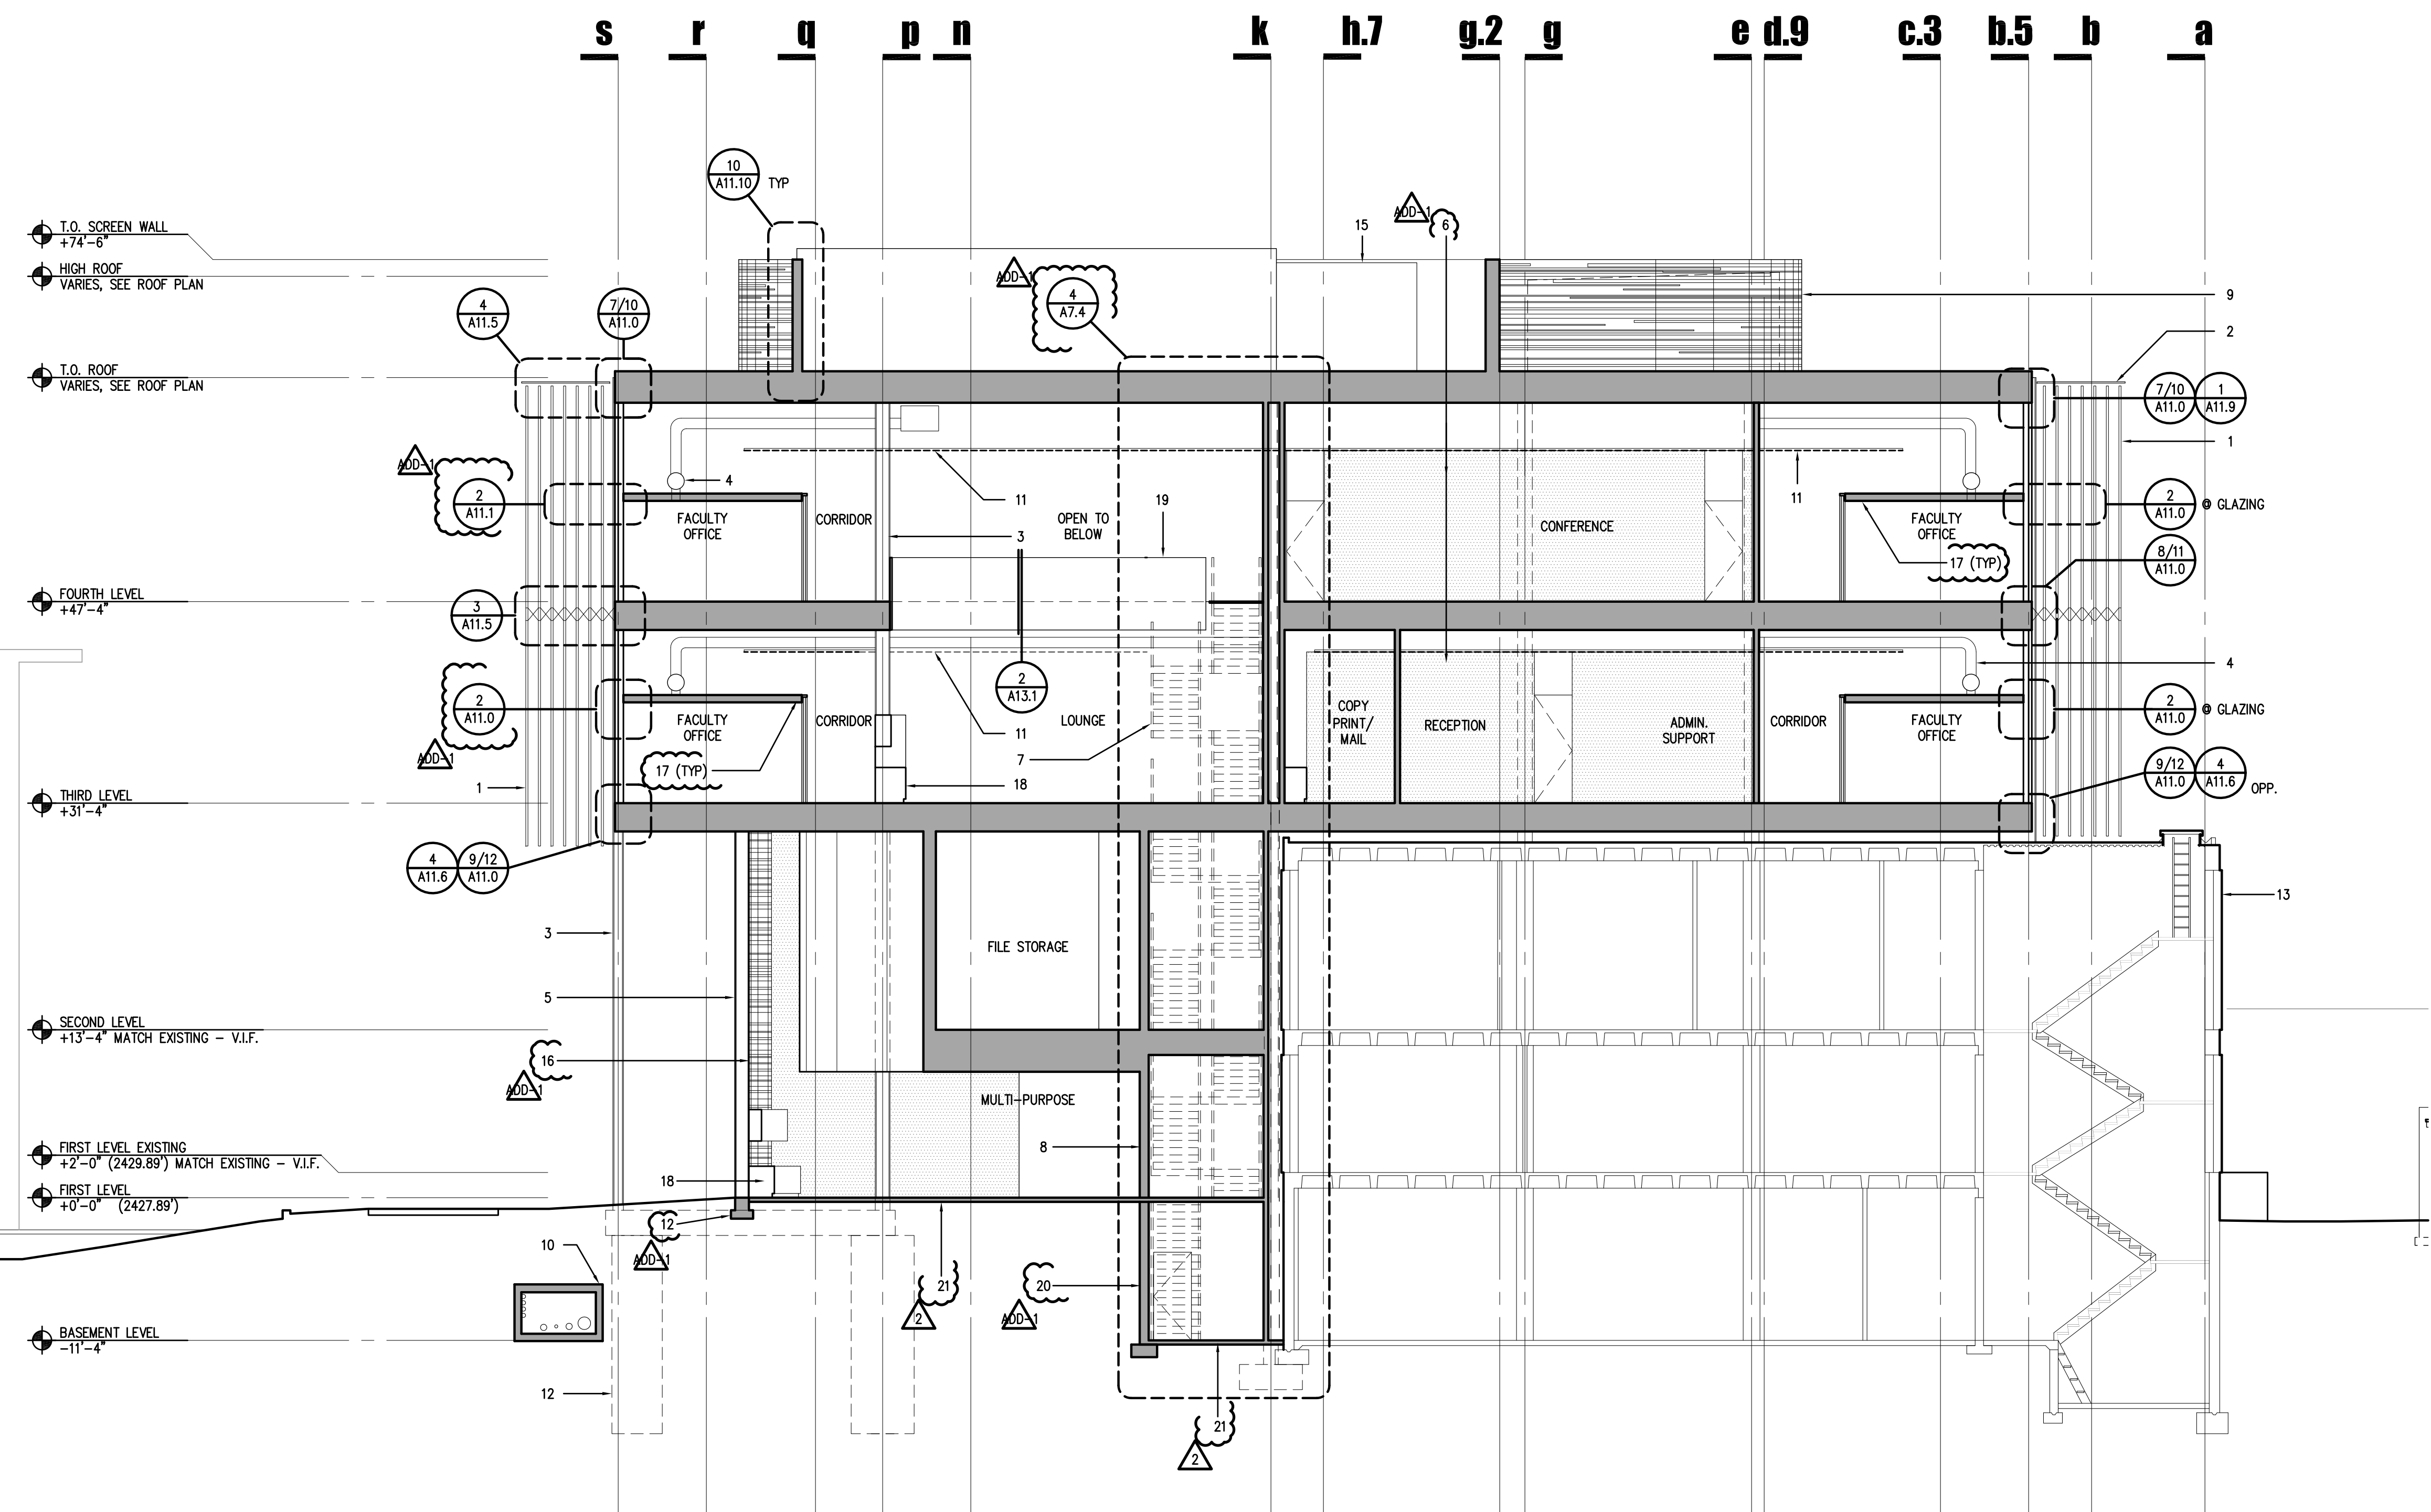 s r q p n k h.7 g.2 g e d.9 c.3 b.5 b a
10
A11.10 TYP
T.O. SCREEN WALL
+74'-6"
HIGH ROOF
VARIES, SEE ROOF PLAN
T.O. ROOF
VARIES, SEE ROOF PLAN
FOURTH LEVEL
+47'-4"
THIRD LEVEL
+31'-4"
SECOND LEVEL
+13'-4" MATCH EXISTING - V.I.F.
FIRST LEVEL EXISTING
+2'-0" (2429.89') MATCH EXISTING - V.I.F.
FIRST LEVEL
+0'-0" (2427.89')
BASEMENT LEVEL
-11'-4"
ADD-1
6
15
ADD-1
4
A7.4
4
A11.5
7/10
A11.0
9
2
7/10
A11.0
1
A11.9
1
ADD-1
2
A11.1
4
11
19
11
FACULTY
OFFICE
CORRIDOR
OPEN TO
BELOW
3
CONFERENCE
FACULTY
OFFICE
17 (TYP)
2
A11.0
@ GLAZING
8/11
A11.0
3
A11.5
2
A13.1
4
2
A11.0
ADD-1
FACULTY
OFFICE
CORRIDOR
LOUNGE
11
7
18
17 (TYP)
COPY
PRINT/
MAIL
RECEPTION
ADMIN.
SUPPORT
CORRIDOR
FACULTY
OFFICE
2
A11.0
@ GLAZING
9/12
A11.0
4
A11.6
OPP.
1
4
A11.6
9/12
A11.0
13
3
FILE STORAGE
5
16
ADD-1
MULTI-PURPOSE
8
18
12
ADD-1
10
21
2
20
ADD-1
12
21
2